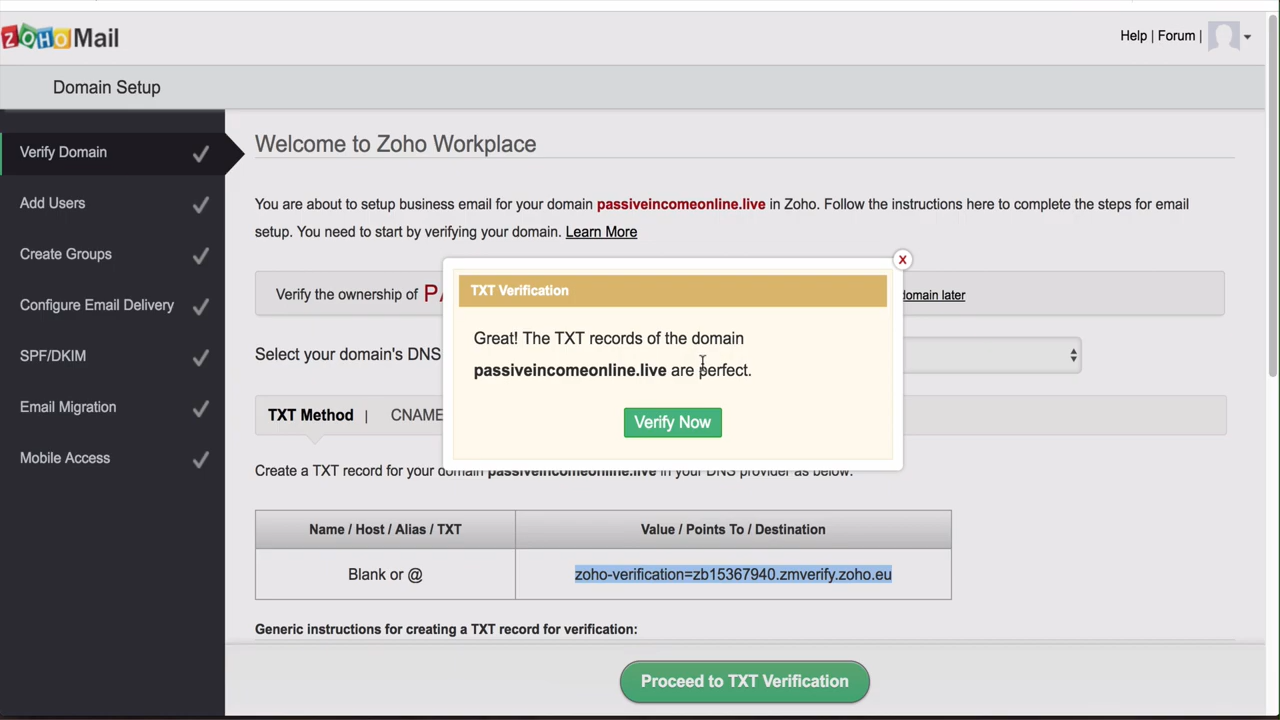 ZOHO Mail
Help | Forum |
Domain Setup
Verify Domain
Add Users
Create Groups
Configure Email Delivery
SPF/DKIM
Email Migration
Mobile Access
Welcome to Zoho Workplace
You are about to setup business email for your domain passiveincomeonline.live in Zoho. Follow the instructions here to complete the steps for email
setup. You need to start by verifying your domain. Learn More
Verify the ownership of domain later
Select your domain's DNS
TXT Method | CNAME
Create a TXT record for your domain passiveincomeonline.live in your DNS provider as below:
TXT Verification
Great! The TXT records of the domain
passiveincomeonline.live are perfect.
Verify Now
Name / Host / Alias / TXT
Value / Points To / Destination
Blank or @
zoho-verification=zb15367940.zmverify.zoho.eu
Generic instructions for creating a TXT record for verification:
Proceed to TXT Verification